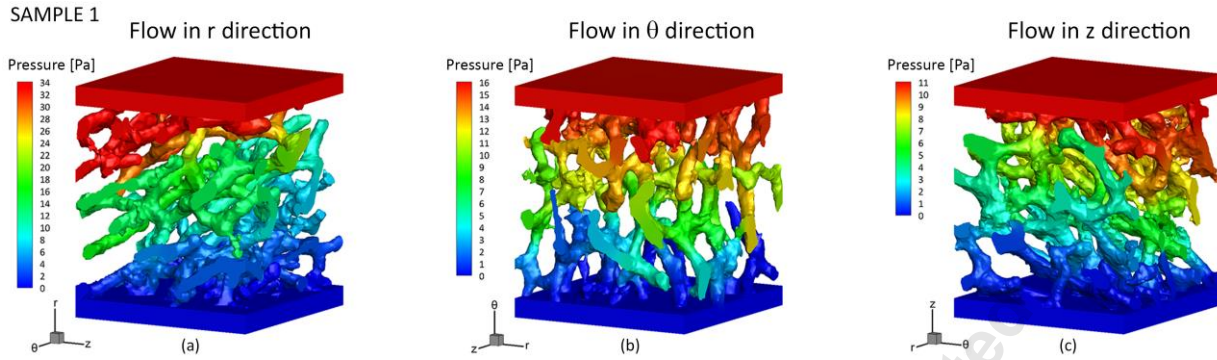 SAMPLE 1
Flow in r direction
Flow in θ direction
Flow in z direction
Pressure [Pa]
34
32
30
28
26
24
22
20
18
16
14
12
10
8
6
4
2
0
r
θ
z
(a)
Pressure [Pa]
16
15
14
13
12
11
10
9
8
7
6
5
4
3
2
1
0
θ
z
r
(b)
Pressure [Pa]
11
10
9
8
7
6
5
4
3
2
1
0
z
r
θ
(c)